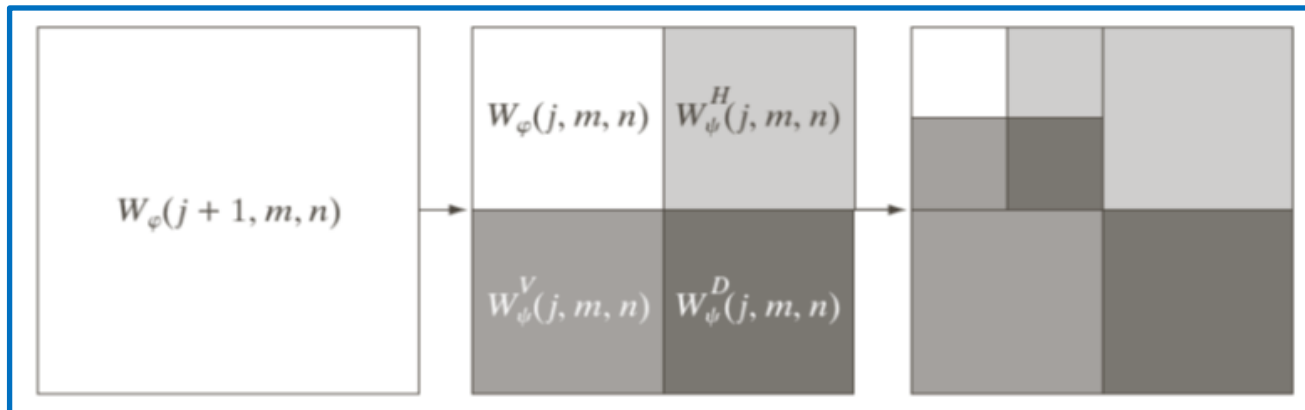 W_φ(j + 1, m, n)
W_φ(j, m, n)
W_ψ^H(j, m, n)
W_ψ^V(j, m, n)
W_ψ^D(j, m, n)